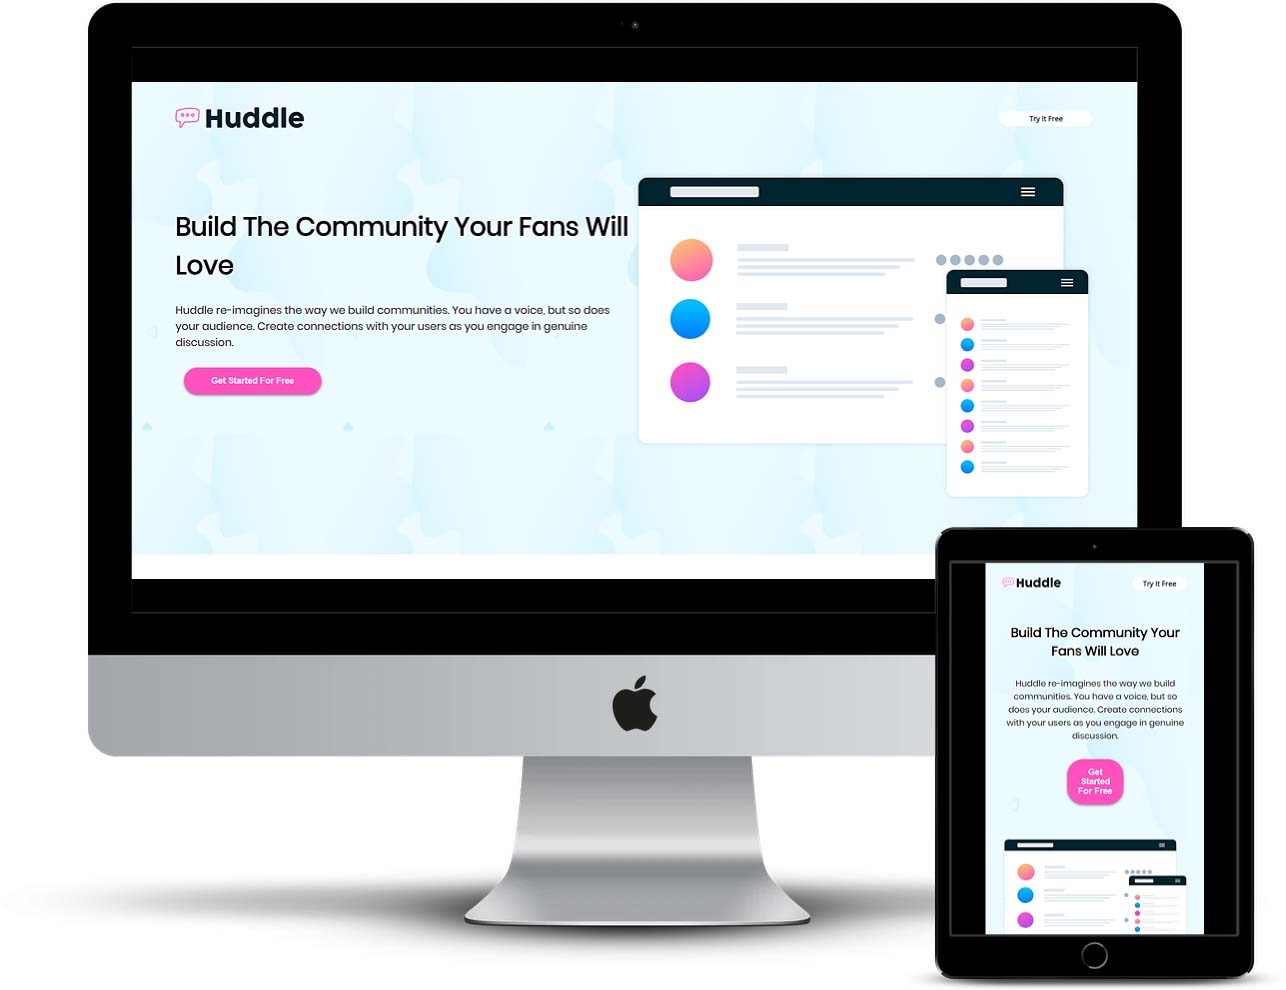 Huddle
Try It Free
Build The Community Your Fans Will
Love
Huddle re-imagines the way we build communities. You have a voice, but so does
your audience. Create connections with your users as you engage in genuine
discussion.
Get Started For Free
Huddle
Try It Free
Build The Community Your
Fans Will Love
Huddle re-imagines the way we build
communities. You have a voice, but so
does your audience. Create connections
with your users as you engage in genuine
discussion.
Get
Started
For Free